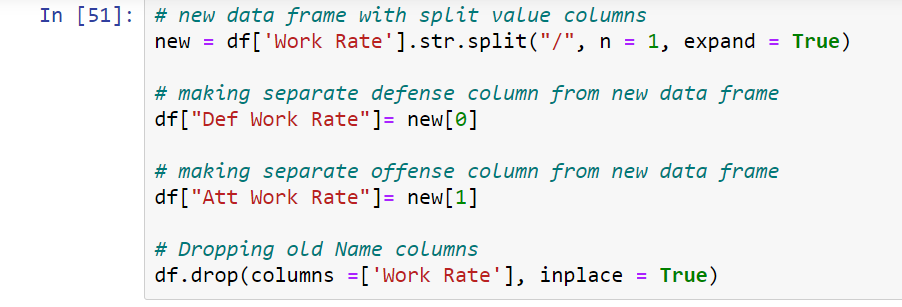 In [51]: # new data frame with split value columns
new = df['Work Rate'].str.split("/", n = 1, expand = True)
# making separate defense column from new data frame
df["Def Work Rate"]= new[0]
# making separate offense column from new data frame
df["Att Work Rate"]= new[1]
# Dropping old Name columns
df.drop(columns =['Work Rate'], inplace = True)